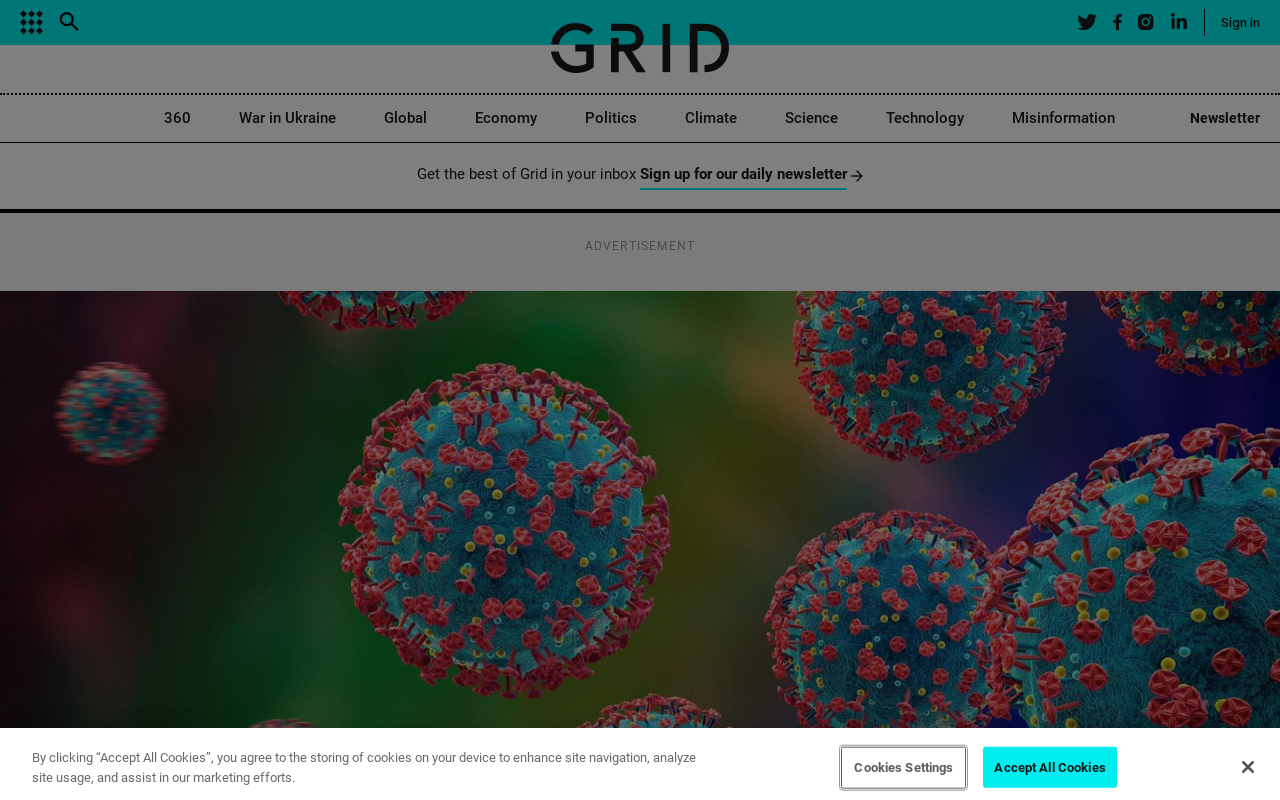 Sign in
GRID
360 War in Ukraine Global Economy Politics Climate Science Technology Misinformation Newsletter
Get the best of Grid in your inbox Sign up for our daily newsletter
ADVERTISEMENT
By clicking “Accept All Cookies”, you agree to the storing of cookies on your device to enhance site navigation, analyze
site usage, and assist in our marketing efforts.
Cookies Settings
Accept All Cookies